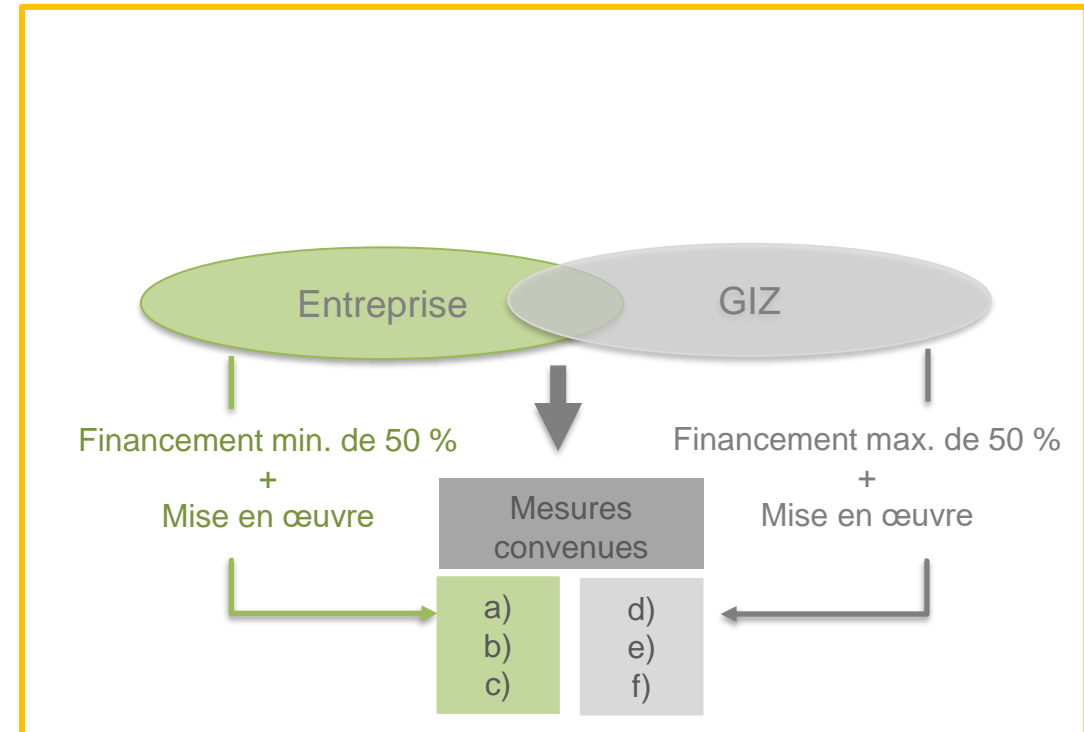 Entreprise
GIZ
Financement min. de 50 %
+
Mise en œuvre
Financement max. de 50 %
+
Mise en œuvre
Mesures
convenues
a)
b)
c)
d)
e)
f)